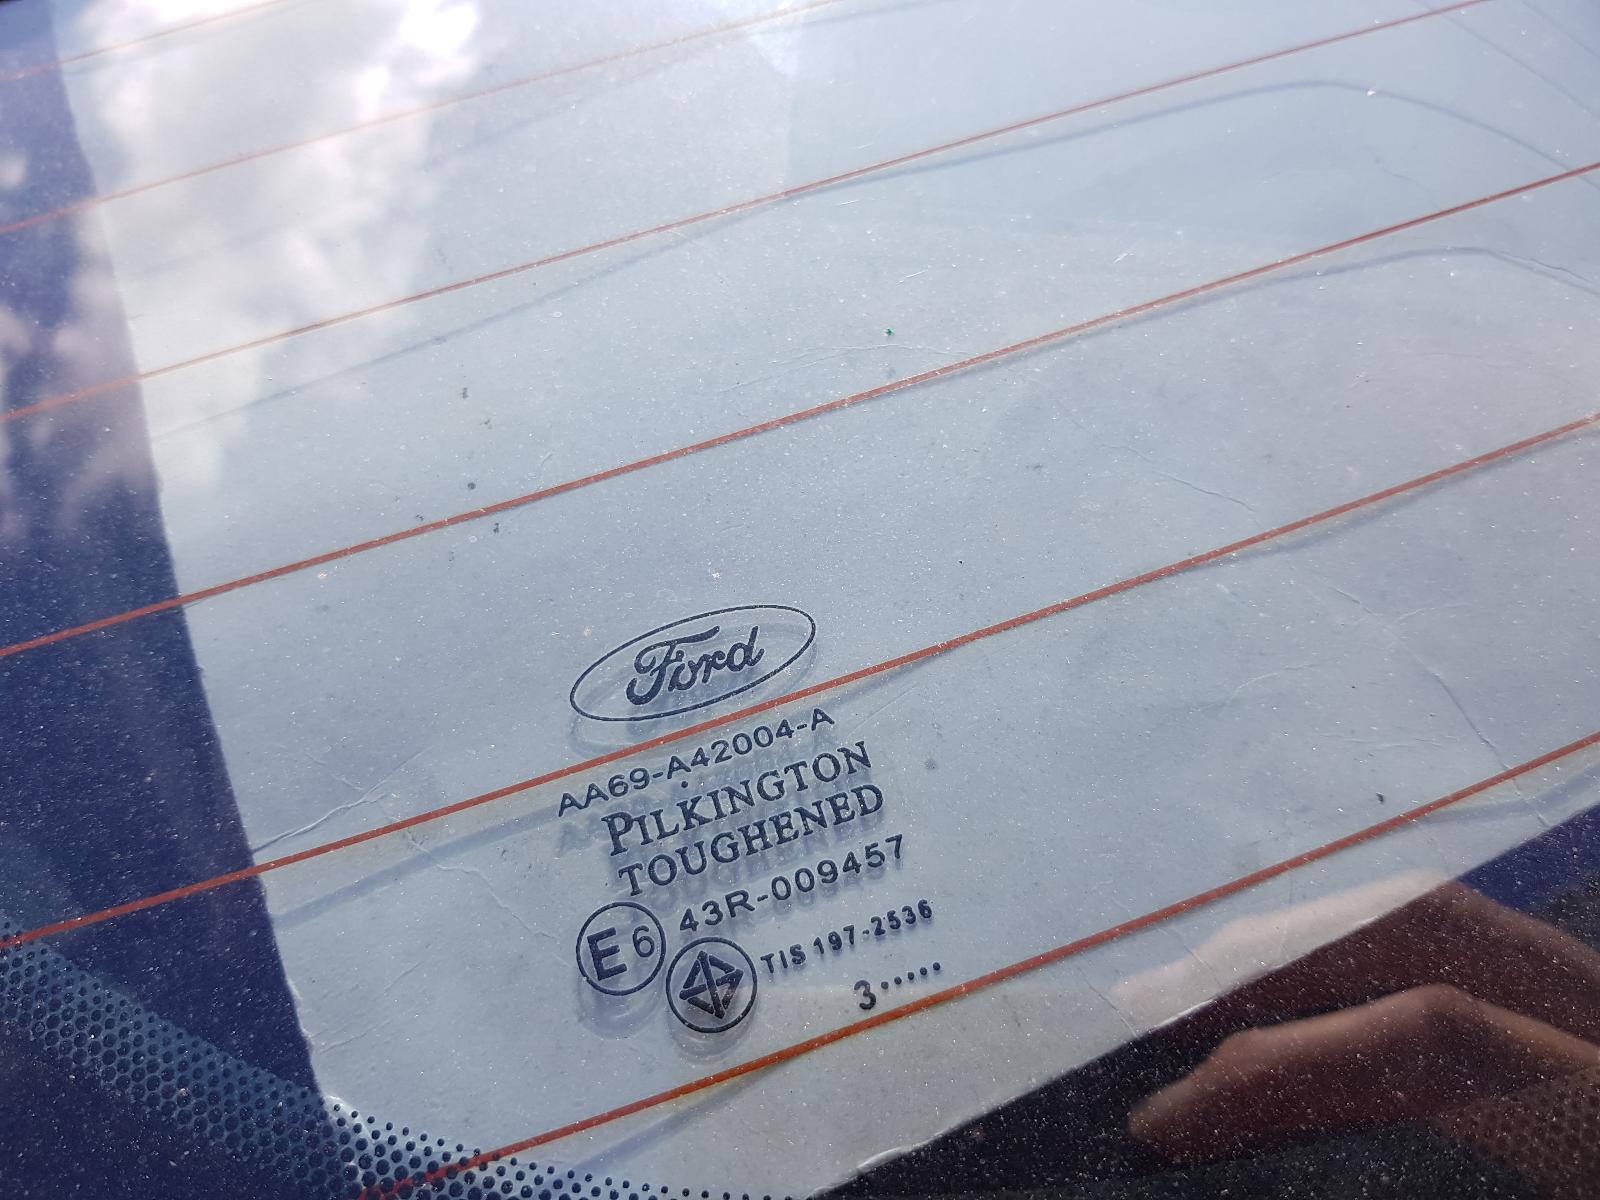 Ford
AA69-A42004-A
PILKINGTON
TOUGHENED
E6 43R-009457
TIS 197-2536
3·····